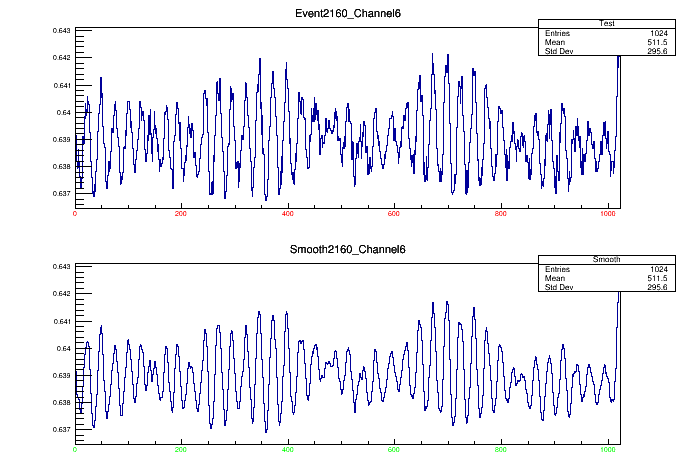 Event2160_Channel6
Test
Entries 1024
Mean 511.5
Std Dev 295.6
0.643
0.642
0.641
0.64
0.639
0.638
0.637
0 200 400 600 800 1000
Smooth2160_Channel6
Smooth
Entries 1024
Mean 511.5
Std Dev 295.6
0.643
0.642
0.641
0.64
0.639
0.638
0.637
0 200 400 600 800 1000